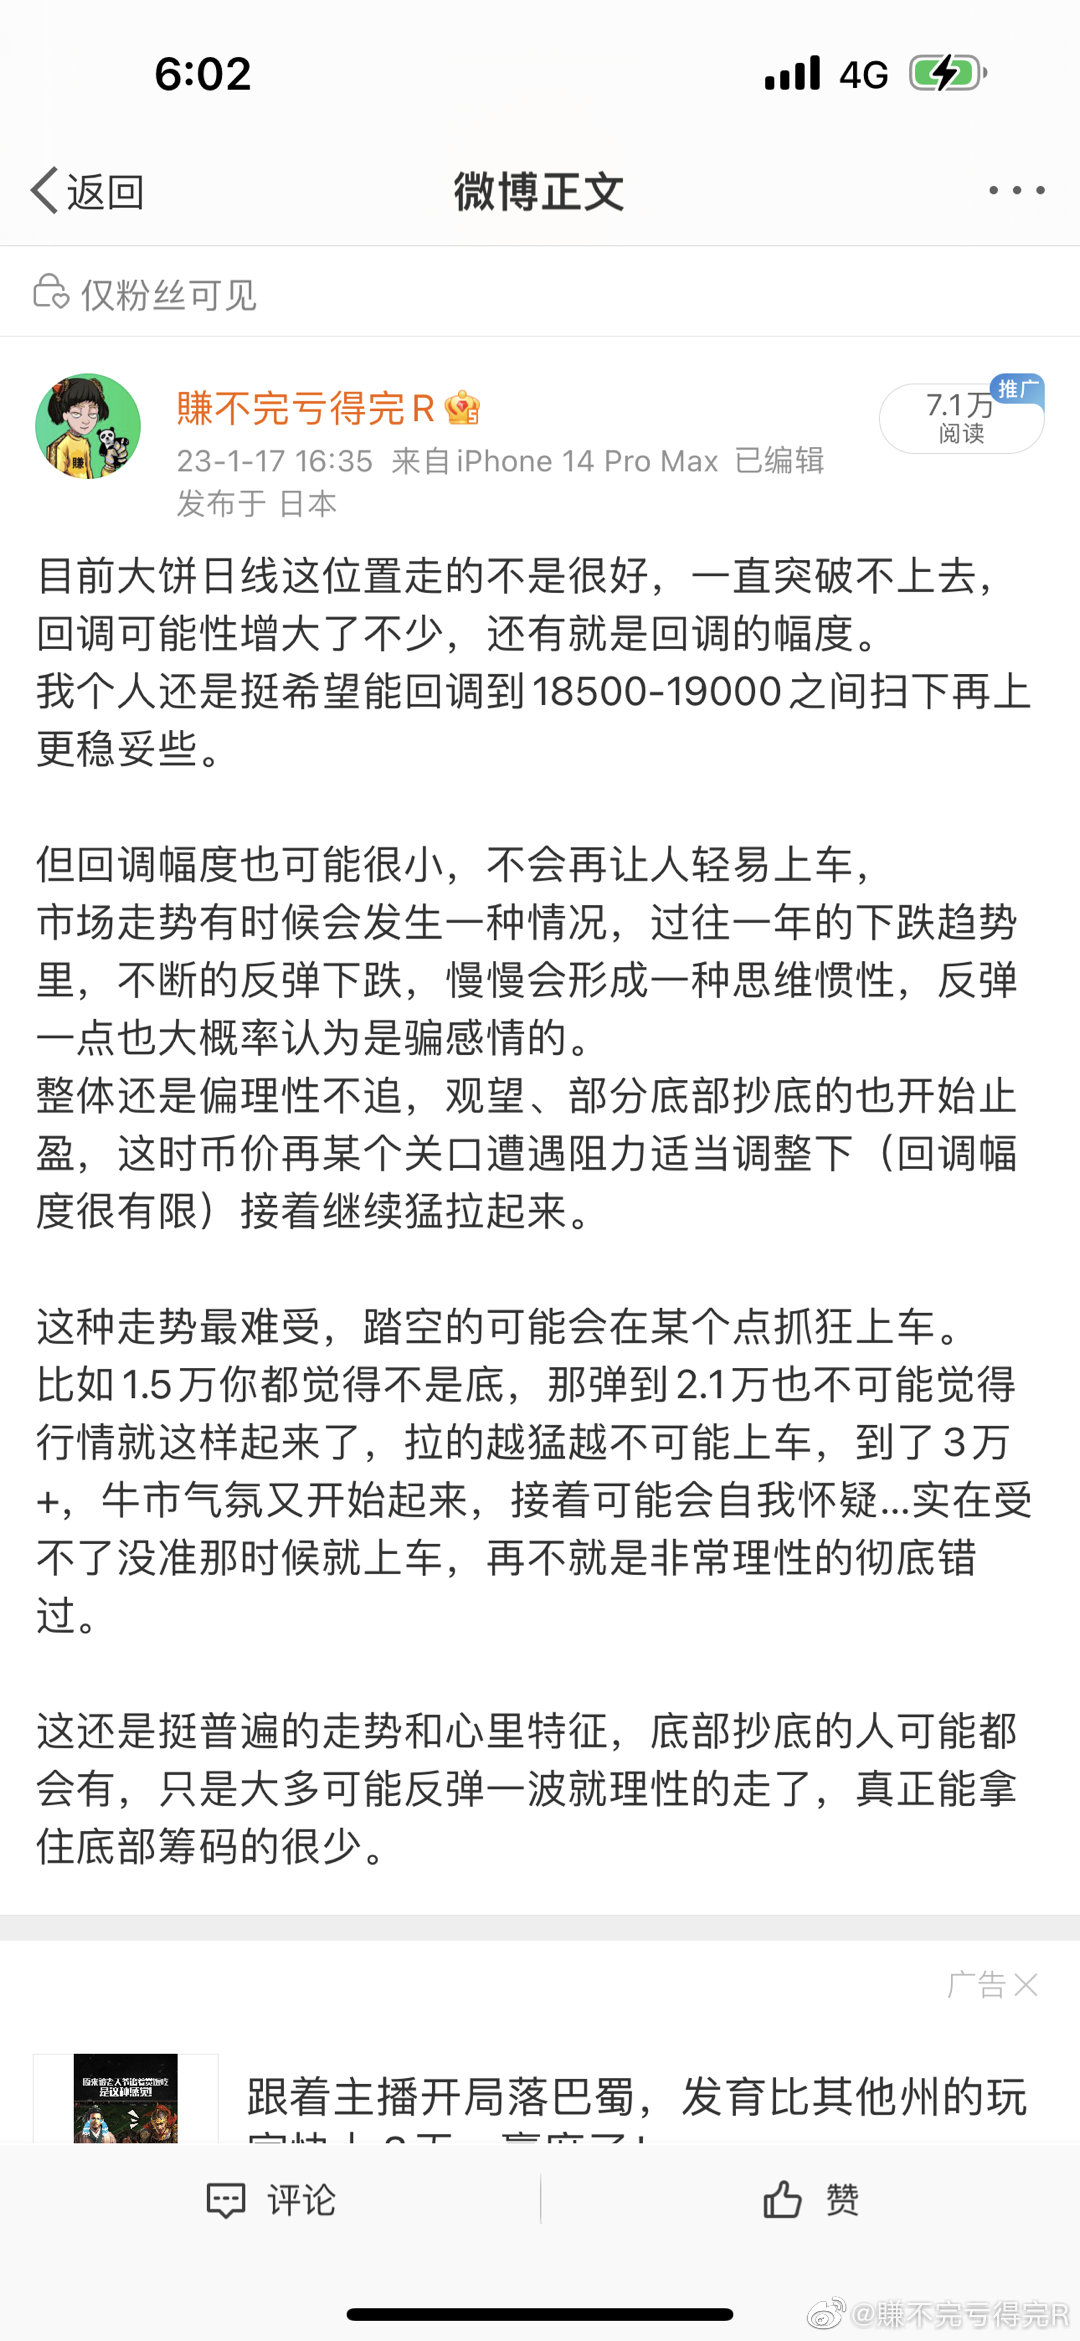 6:02
4G
返回
微博正文
仅粉丝可见
賺不完亏得完R
7.1万
推广
阅读
23-1-17 16:35 来自iPhone 14 Pro Max 已编辑
发布于 日本
目前大饼日线这位置走的不是很好，一直突破不上去，
回调可能性增大了不少，还有就是回调的幅度。
我个人还是挺希望能回调到18500-19000之间扫下再上
更稳妥些。
但回调幅度也可能很小，不会再让人轻易上车，
市场走势有时候会发生一种情况，过往一年的下跌趋势
里，不断的反弹下跌，慢慢会形成一种思维惯性，反弹
一点也大概率认为是骗感情的。
整体还是偏理性不追，观望、部分底部抄底的也开始止
盈，这时币价再某个关口遭遇阻力适当调整下（回调幅
度很有限）接着继续猛拉起来。
这种走势最难受，踏空的可能会在某个点抓狂上车。
比如1.5万你都觉得不是底，那弹到2.1万也不可能觉得
行情就这样起来了，拉的越猛越不可能上车，到了3万
+，牛市气氛又开始起来，接着可能会自我怀疑...实在受
不了没准那时候就上车，再不就是非常理性的彻底错
过。
这还是挺普遍的走势和心里特征，底部抄底的人可能都
会有，只是大多可能反弹一波就理性的走了，真正能拿
住底部筹码的很少。
广告
是这种感觉!
跟着主播开局落巴蜀，发育比其他州的玩
评论
赞
@賺不完亏得完R